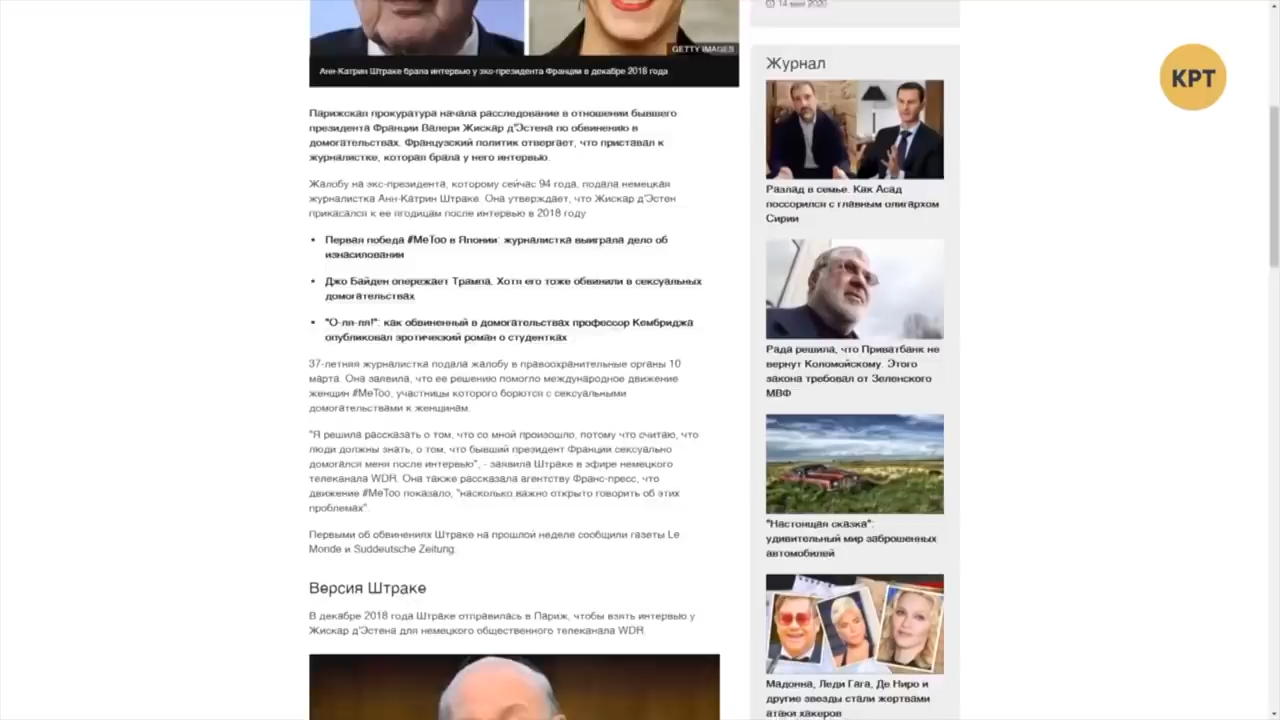 14 мая 2020
КРТ
GETTY IMAGES
Анн-Катрин Штраке брала интервью у экс-президента Франции в декабре 2018 года
Парижская прокуратура начала расследование в отношении бывшего
президента Франции Валери Жискар д'Эстена по обвинению в
домогательствах. Французский политик отвергает, что приставал к
журналистке, которая брала у него интервью.
Жалобу на экс-президента, которому сейчас 94 года, подала немецкая
журналистка Анн-Катрин Штраке. Она утверждает, что Жискар д'Эстен
прикасался к ее ягодицам после интервью в 2018 году.
• Первая победа #MeToo в Японии: журналистка выиграла дело об
изнасиловании
• Джо Байден опережает Трампа. Хотя его тоже обвинили в сексуальных
домогательствах
• "О-ля-ля!": как обвиненный в домогательствах профессор Кембриджа
опубликовал эротический роман о студентках
37-летняя журналистка подала жалобу в правоохранительные органы 10
марта. Она заявила, что ее решению помогло международное движение
женщин #MeToo, участницы которого борются с сексуальными
домогательствами к женщинам.
"Я решила рассказать о том, что со мной произошло, потому что считаю, что
люди должны знать, о том, что бывший президент Франции сексуально
домогался меня после интервью", - заявила Штраке в эфире немецкого
телеканала WDR. Она также рассказала агентству Франс-пресс, что
движение #MeToo показало, "насколько важно открыто говорить об этих
проблемах".
Первыми об обвинениях Штраке на прошлой неделе сообщили газеты Le
Monde и Suddeutsche Zeitung.
Версия Штраке
В декабре 2018 года Штраке отправилась в Париж, чтобы взять интервью у
Жискар д'Эстена для немецкого общественного телеканала WDR.
Журнал
Разлад в семье. Как Асад
поссорился с главным олигархом
Сирии
Рада решила, что Приватбанк не
вернут Коломойскому. Этого
закона требовал от Зеленского
МВФ
"Настоящая сказка":
удивительный мир заброшенных
автомобилей
Мадонна, Леди Гага, Де Ниро и
другие звезды стали жертвами
атаки хакеров